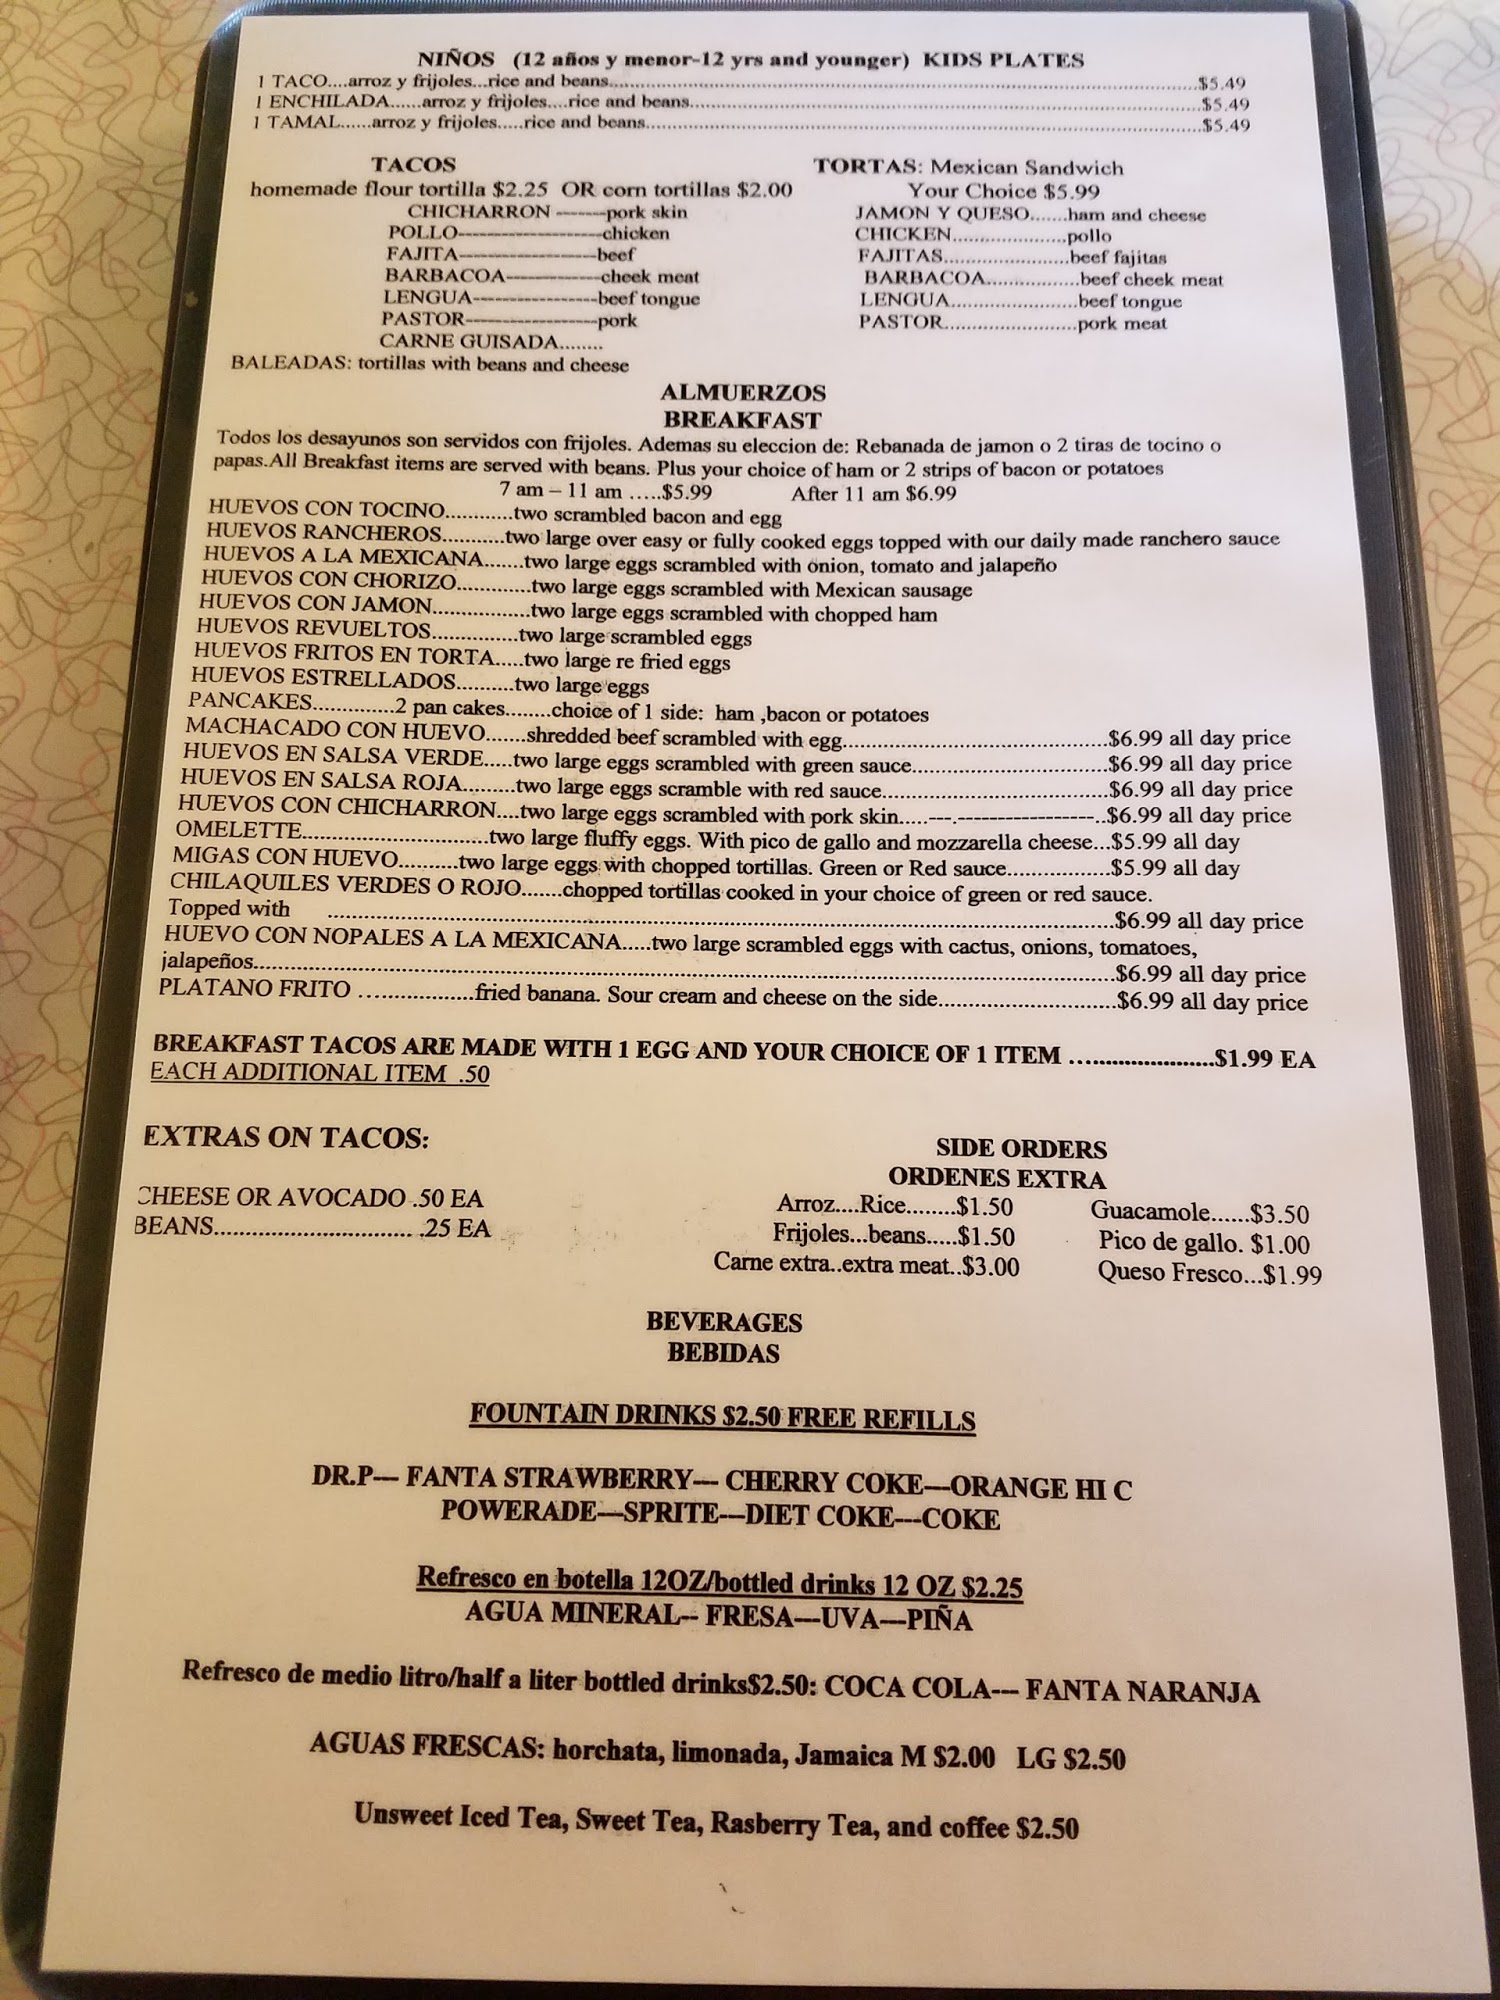 NIÑOS (12 años y menor-12 yrs and younger) KIDS PLATES
1 TACO....arroz y frijoles...rice and beans..........$5.49
1 ENCHILADA......arroz y frijoles....rice and beans..........$5.49
1 TAMAL......arroz y frijoles.....rice and beans..........$5.49
TACOS
homemade flour tortilla $2.25 OR corn tortillas $2.00
CHICHARRON -------pork skin
POLLO--------------------chicken
FAJITA-------------------beef
BARBACOA-------------cheek meat
LENGUA-----------------beef tongue
PASTOR------------------pork
CARNE GUISADA........
BALEADAS: tortillas with beans and cheese
TORTAS: Mexican Sandwich
Your Choice $5.99
JAMON Y QUESO.......ham and cheese
CHICKEN......................pollo
FAJITAS........................beef fajitas
BARBACOA..................beef cheek meat
LENGUA........................beef tongue
PASTOR.........................pork meat
ALMUERZOS
BREAKFAST
Todos los desayunos son servidos con frijoles. Ademas su eleccion de: Rebanada de jamon o 2 tiras de tocino o
papas.All Breakfast items are served with beans. Plus your choice of ham or 2 strips of bacon or potatoes
7 am – 11 am .....$5.99 After 11 am $6.99
HUEVOS CON TOCINO............two scrambled bacon and egg
HUEVOS RANCHEROS...........two large over easy or fully cooked eggs topped with our daily made ranchero sauce
HUEVOS A LA MEXICANA.......two large eggs scrambled with onion, tomato and jalapeño
HUEVOS CON CHORIZO.............two large eggs scrambled with Mexican sausage
HUEVOS CON JAMON.................two large eggs scrambled with chopped ham
HUEVOS REVUELTOS...............two large scrambled eggs
HUEVOS FRITOS EN TORTA.....two large re fried eggs
HUEVOS ESTRELLADOS..........two large eggs
PANCAKES..............2 pan cakes........choice of 1 side: ham ,bacon or potatoes
MACHACADO CON HUEVO.......shredded beef scrambled with egg..........$6.99 all day price
HUEVOS EN SALSA VERDE.....two large eggs scrambled with green sauce..........$6.99 all day price
HUEVOS EN SALSA ROJA.........two large eggs scramble with red sauce..........$6.99 all day price
HUEVOS CON CHICHARRON....two large eggs scrambled with pork skin.....---.------------------..$6.99 all day price
OMELETTE.................................two large fluffy eggs. With pico de gallo and mozzarella cheese...$5.99 all day
MIGAS CON HUEVO..........two large eggs with chopped tortillas. Green or Red sauce..................$5.99 all day
CHILAQUILES VERDES O ROJO.......chopped tortillas cooked in your choice of green or red sauce.
Topped with ..........$6.99 all day price
HUEVO CON NOPALES A LA MEXICANA.....two large scrambled eggs with cactus, onions, tomatoes,
jalapeños..........$6.99 all day price
PLATANO FRITO ….................fried banana. Sour cream and cheese on the side..........$6.99 all day price
BREAKFAST TACOS ARE MADE WITH 1 EGG AND YOUR CHOICE OF 1 ITEM …....................$1.99 EA
EACH ADDITIONAL ITEM .50
EXTRAS ON TACOS:
CHEESE OR AVOCADO .50 EA
BEANS.............................. .25 EA
SIDE ORDERS
ORDENES EXTRA
Arroz....Rice........$1.50 Guacamole......$3.50
Frijoles...beans.....$1.50 Pico de gallo. $1.00
Carne extra..extra meat..$3.00 Queso Fresco...$1.99
BEVERAGES
BEBIDAS
FOUNTAIN DRINKS $2.50 FREE REFILLS
DR.P--- FANTA STRAWBERRY--- CHERRY COKE---ORANGE HI C
POWERADE---SPRITE---DIET COKE---COKE
Refresco en botella 12OZ/bottled drinks 12 OZ $2.25
AGUA MINERAL-- FRESA---UVA---PIÑA
Refresco de medio litro/half a liter bottled drinks$2.50: COCA COLA--- FANTA NARANJA
AGUAS FRESCAS: horchata, limonada, Jamaica M $2.00 LG $2.50
Unsweet Iced Tea, Sweet Tea, Rasberry Tea, and coffee $2.50